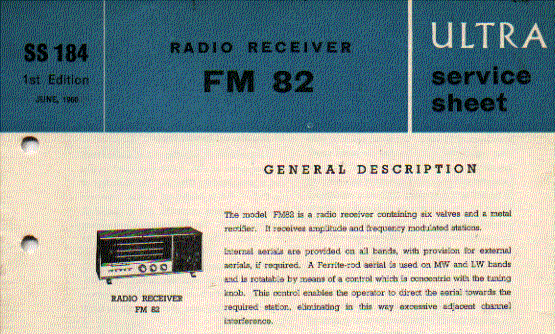 SS 184
1st Edition
JUNE, 1960
RADIO RECEIVER
FM 82
ULTRA
service
sheet
GENERAL DESCRIPTION
The model FM82 is a radio receiver containing six valves and a metal
rectifier. It receives amplitude and frequency modulated stations.
Internal aerials are provided on all bands, with provision for external
aerials, if required. A Ferrite-rod aerial is used on MW and LW bands
and is rotatable by means of a control which is concentric with the tuning
knob. This control enables the operator to direct the aerial towards the
required station, eliminating in this way excessive adjacent channel
interference.
RADIO RECEIVER
FM 82